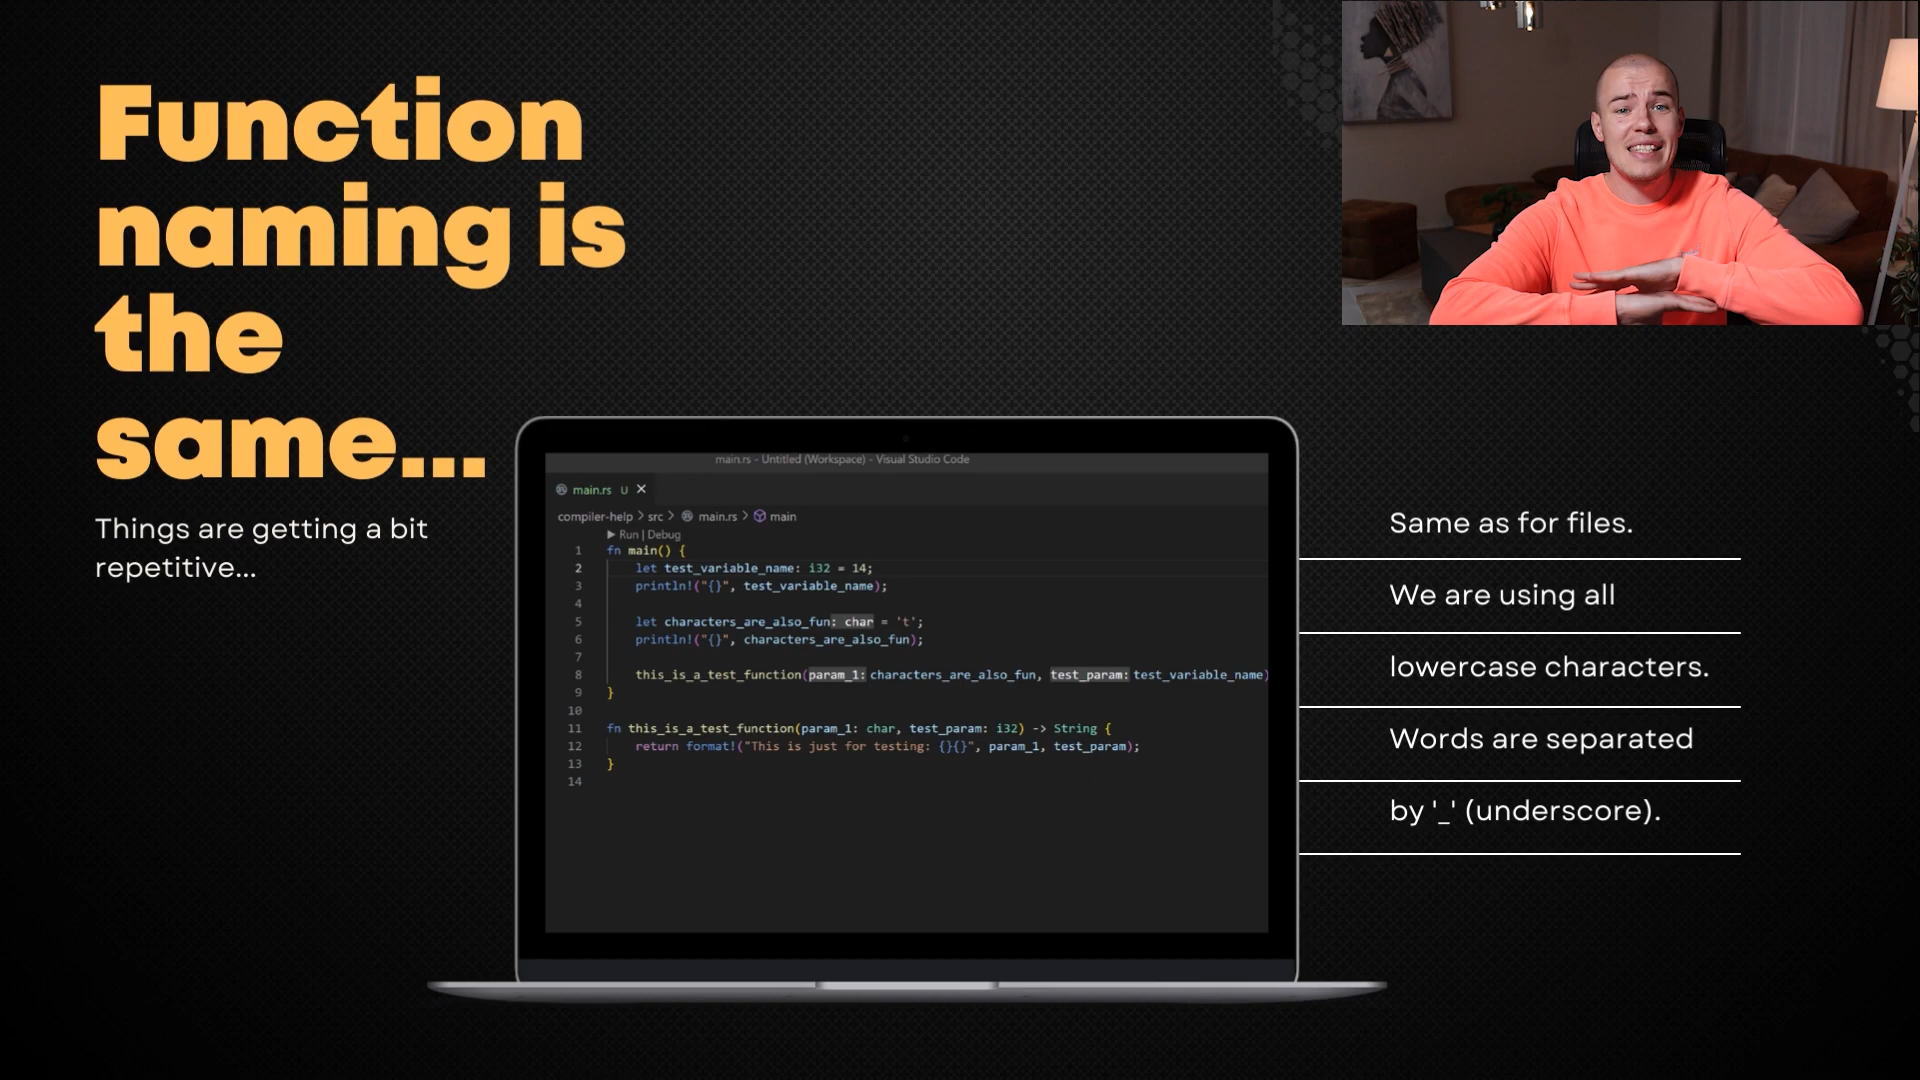 Function
naming is
the
same...
Things are getting a bit
repetitive...
main.rs - Untitled (Workspace) - Visual Studio Code
main.rs U ✕
compiler-help > src > main.rs > main
▶ Run | Debug
1 fn main() {
2 let test_variable_name: i32 = 14;
3 println!("{}", test_variable_name);
4
5 let characters_are_also_fun: char = 't';
6 println!("{}", characters_are_also_fun);
7
8 this_is_a_test_function(param_1: characters_are_also_fun, test_param: test_variable_name)
9 }
10
11 fn this_is_a_test_function(param_1: char, test_param: i32) -> String {
12 return format!("This is just for testing: {}{}", param_1, test_param);
13 }
14
Same as for files.
We are using all
lowercase characters.
Words are separated
by '_' (underscore).